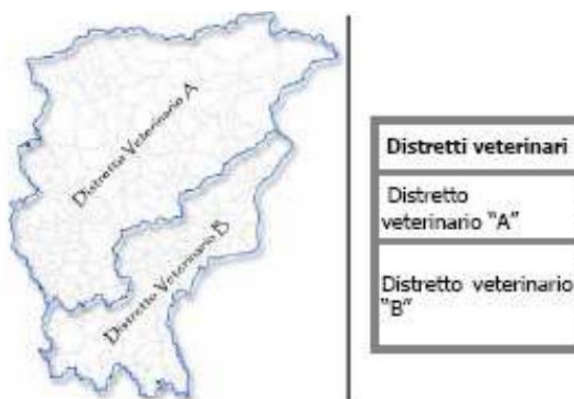 Distretto Veterinario A
Distretto Veterinario B
Distretti veterinari
Distretto
veterinario "A"
Distretto veterinario
"B"